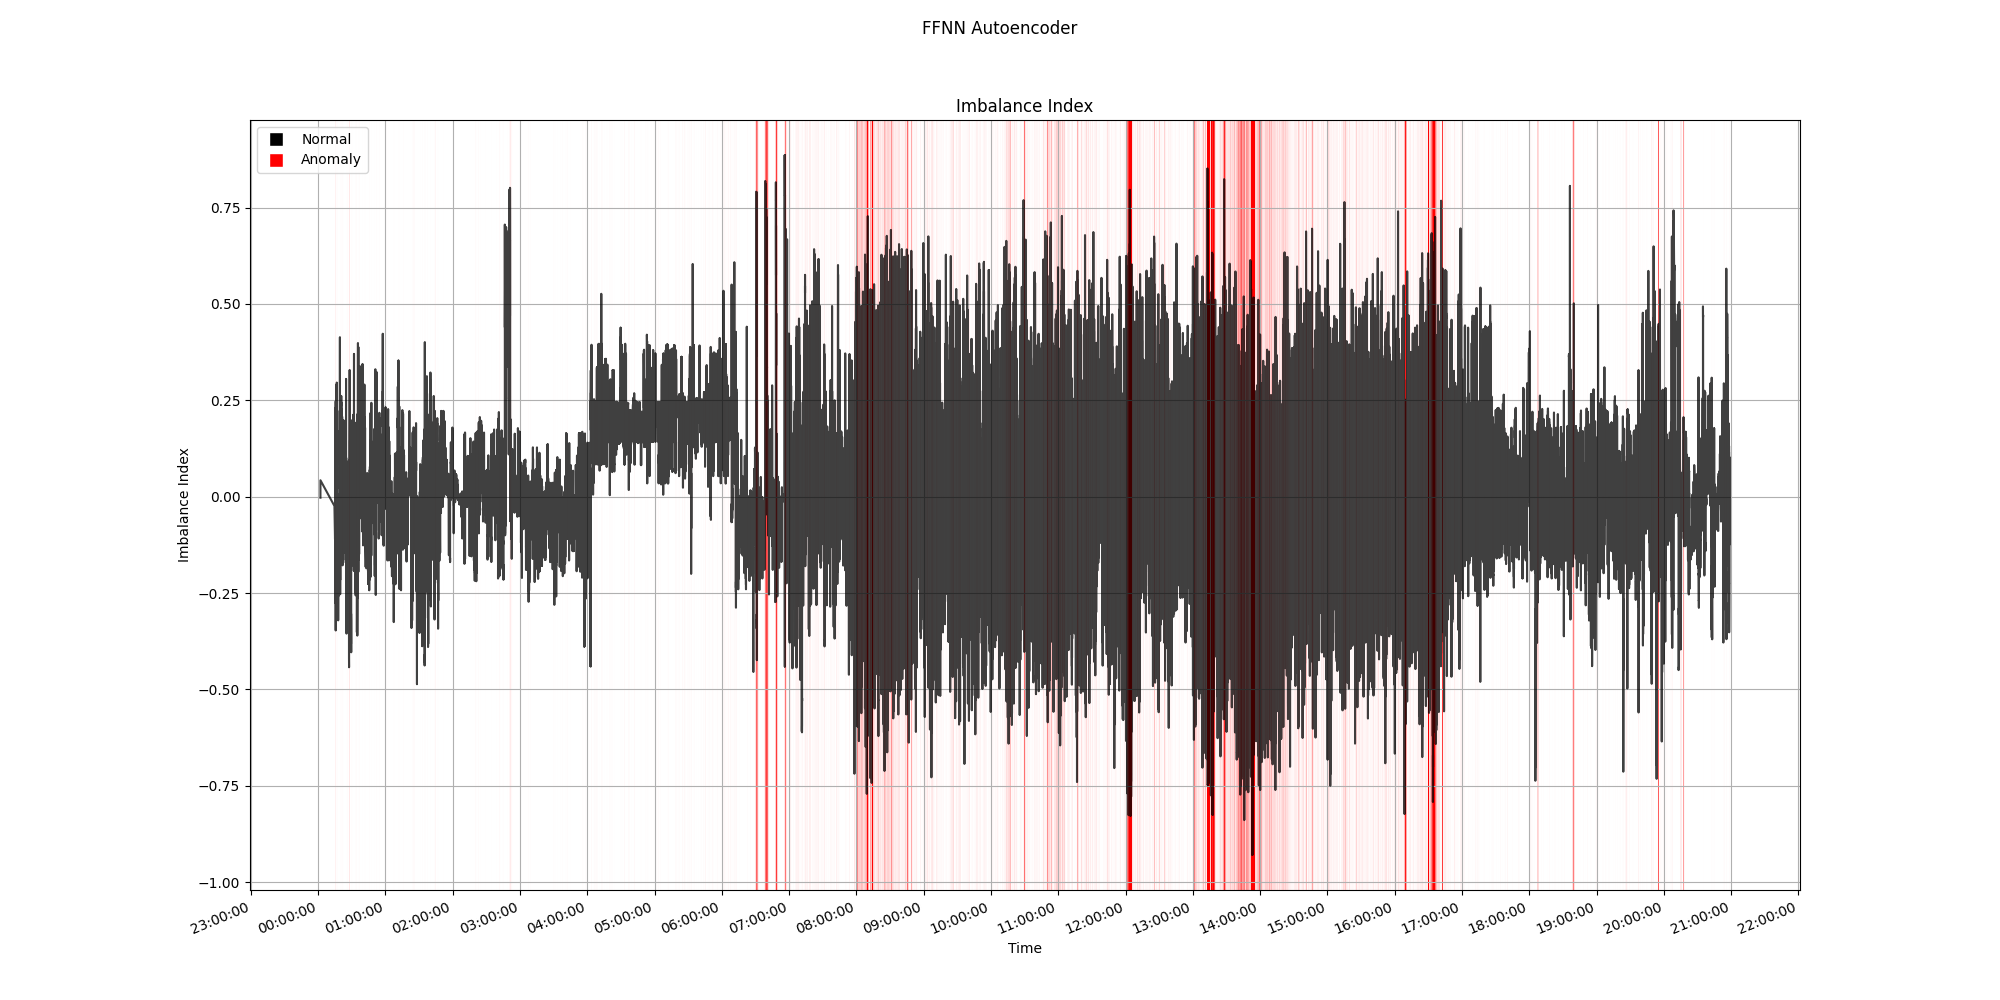 FFNN Autoencoder
Imbalance Index
Normal
Anomaly
Imbalance Index
0.75
0.50
0.25
0.00
−0.25
−0.50
−0.75
−1.00
23:00:00 00:00:00 01:00:00 02:00:00 03:00:00 04:00:00 05:00:00 06:00:00 07:00:00 08:00:00 09:00:00 10:00:00 11:00:00 12:00:00 13:00:00 14:00:00 15:00:00 16:00:00 17:00:00 18:00:00 19:00:00 20:00:00 21:00:00 22:00:00
Time